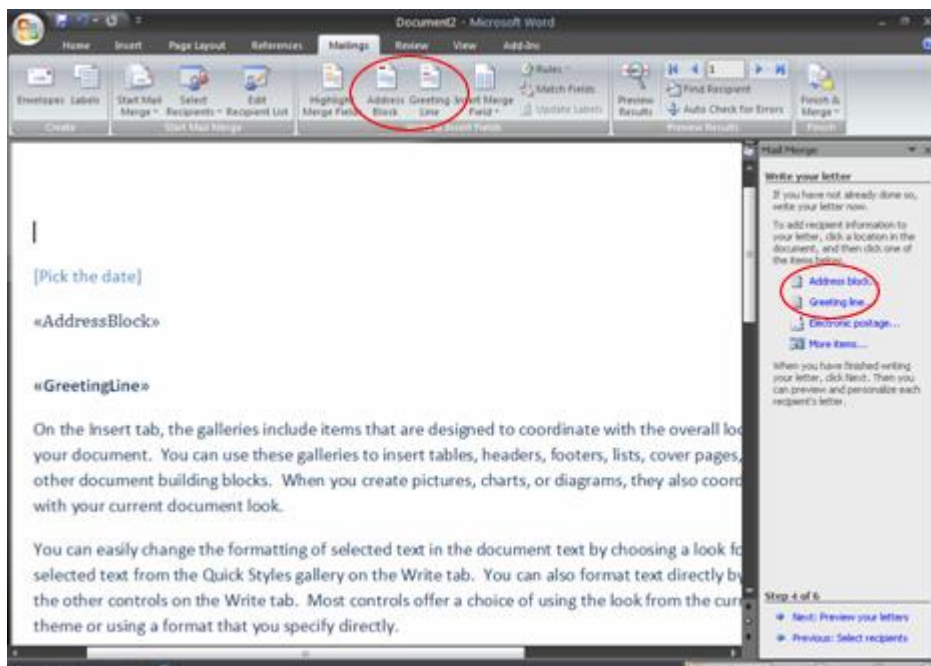 Document2 - Microsoft Word
Home Insert Page Layout References Mailings Review View Add-Ins
Envelopes Labels
Start Mail Merge
Select Recipients
Edit Recipient List
Highlight Merge Fields
Address Block
Greeting Line
Insert Merge Field
Rules
Match Fields
Update Labels
Preview Results
1
Find Recipient
Auto Check for Errors
Finish & Merge
Create
Start Mail Merge
Insert Fields
Preview Results
Finish
[Pick the date]
«AddressBlock»
«GreetingLine»
On the Insert tab, the galleries include items that are designed to coordinate with the overall loo
your document. You can use these galleries to insert tables, headers, footers, lists, cover pages,
other document building blocks. When you create pictures, charts, or diagrams, they also coord
with your current document look.
You can easily change the formatting of selected text in the document text by choosing a look fo
selected text from the Quick Styles gallery on the Write tab. You can also format text directly by
the other controls on the Write tab. Most controls offer a choice of using the look from the curr
theme or using a format that you specify directly.
Mail Merge
Write your letter
If you have not already done so,
write your letter now.
To add recipient information to
your letter, click a location in the
document, and then click one of
the items below.
Address block...
Greeting line...
Electronic postage...
More items...
When you have finished writing
your letter, click Next. Then you
can preview and personalize each
recipient's letter.
Step 4 of 6
Next: Preview your letters
Previous: Select recipients